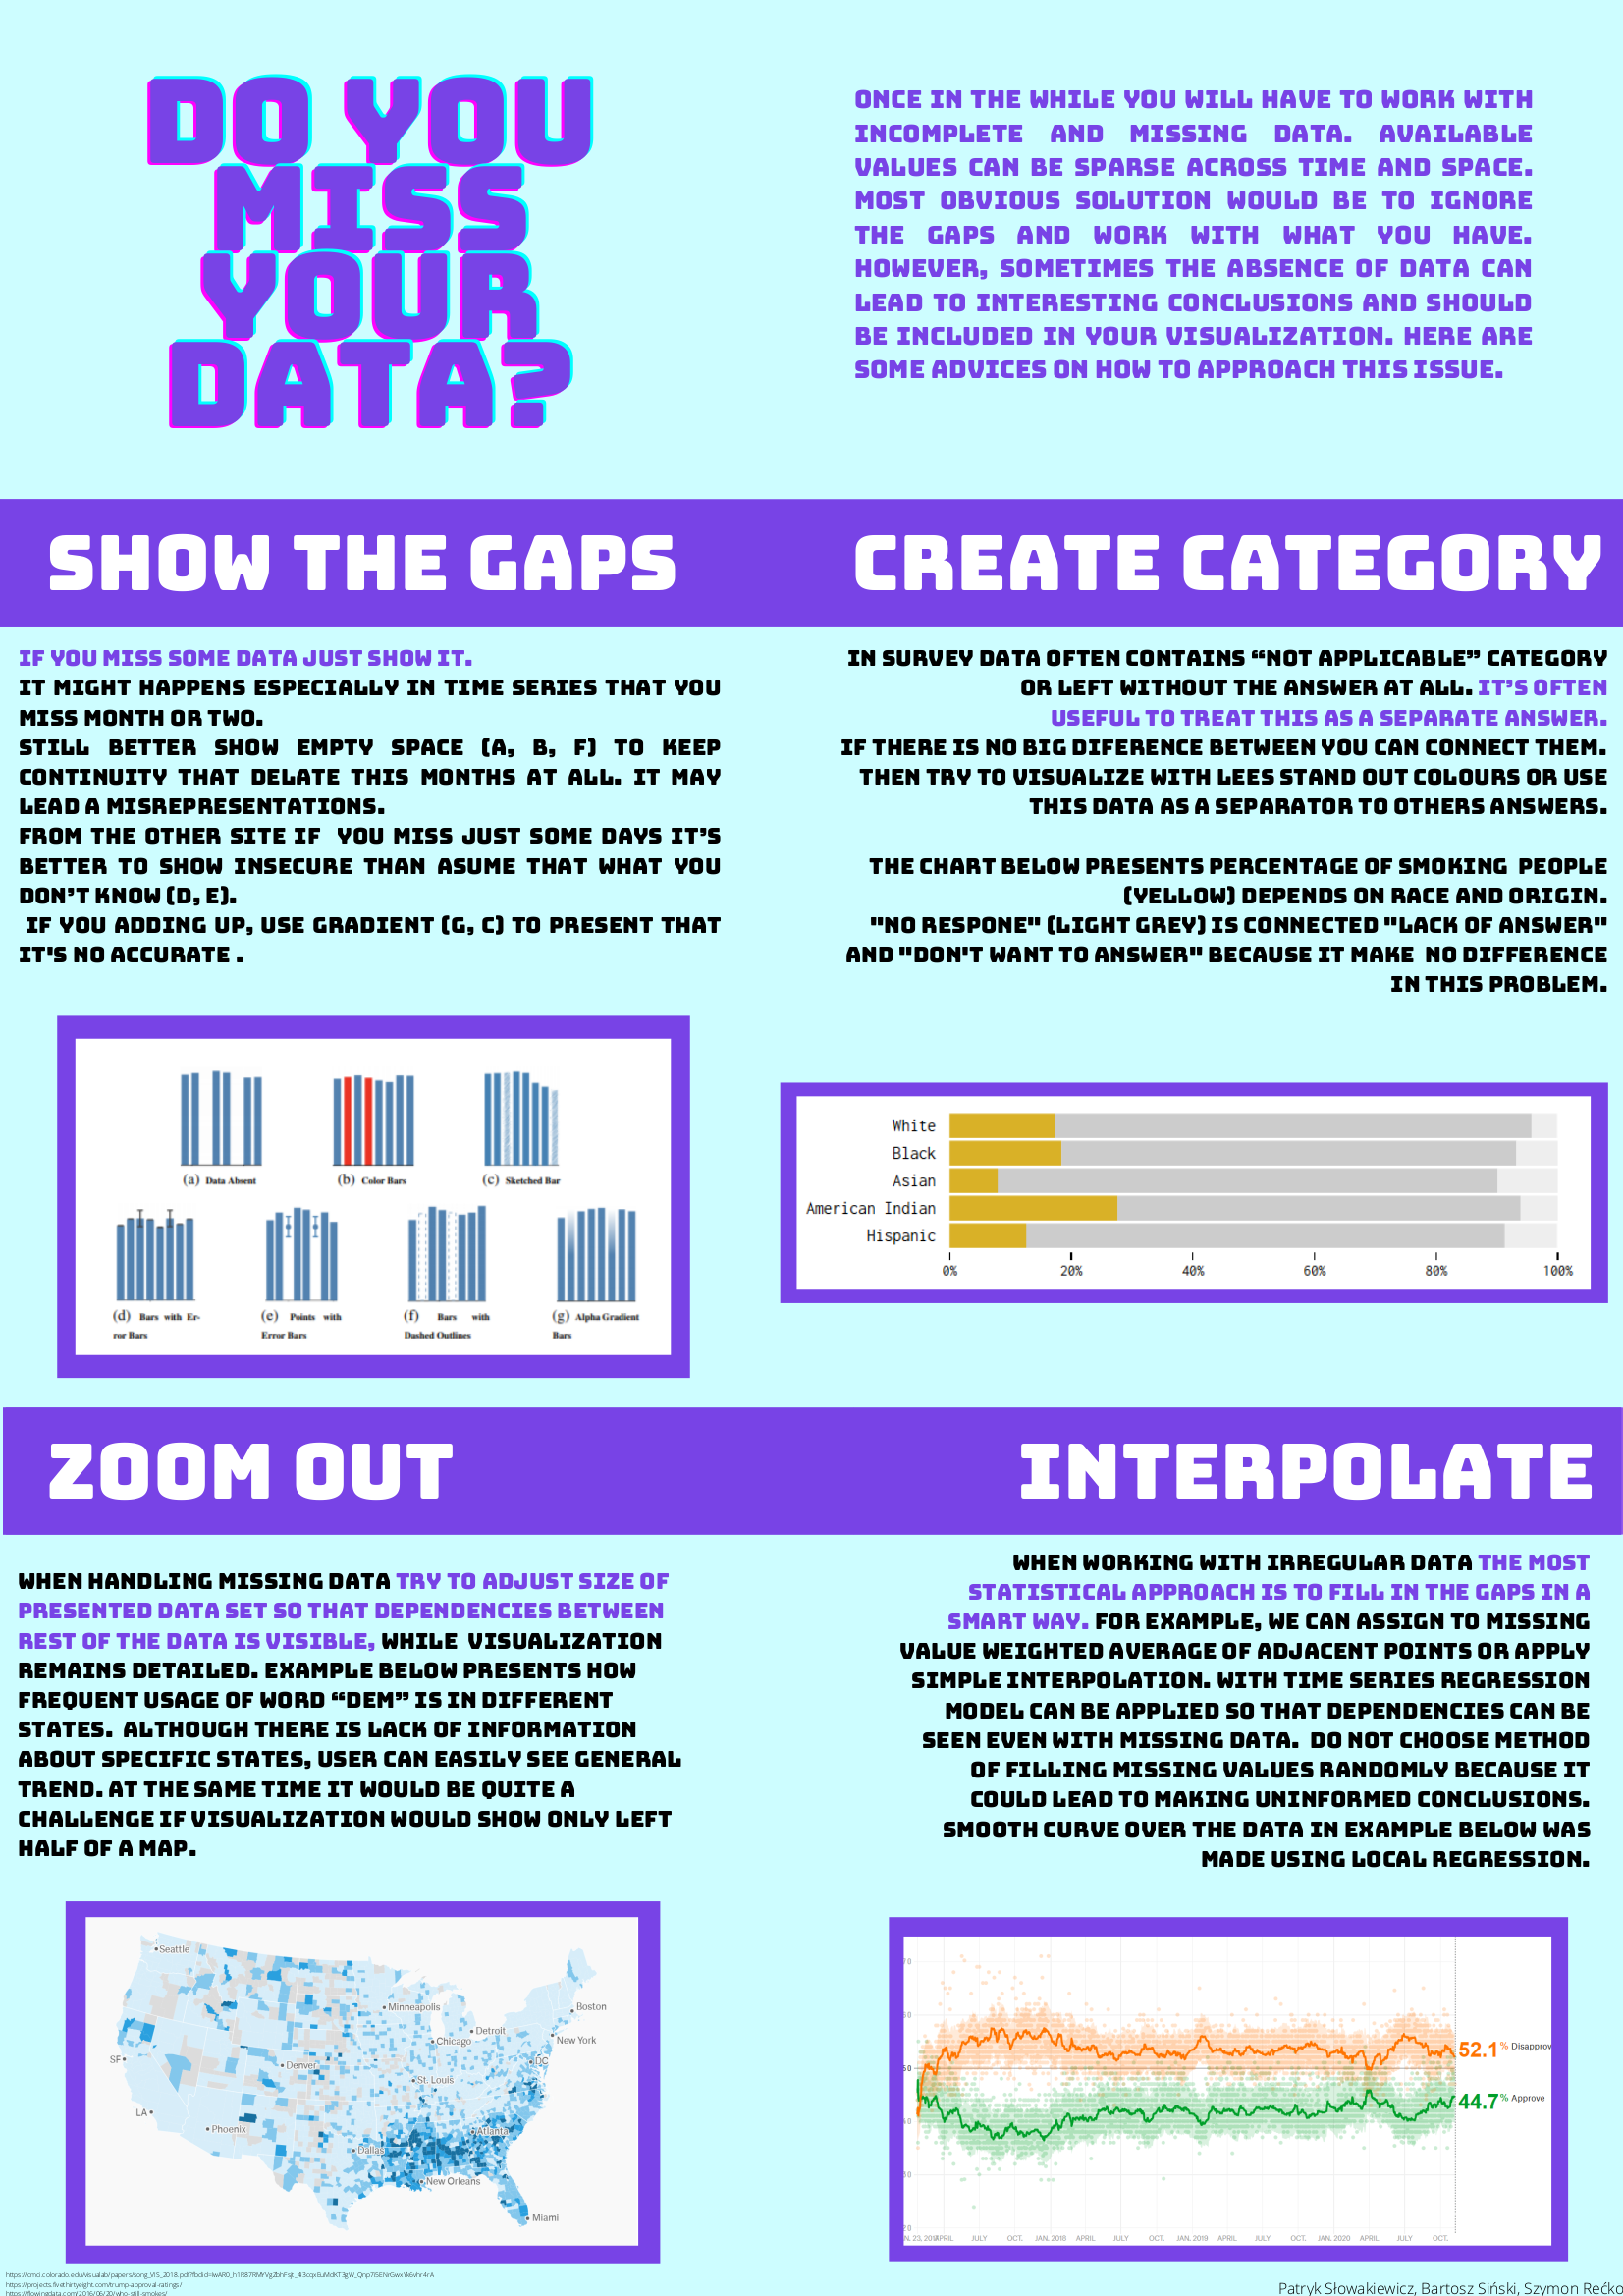 DO YOU
MISS
YOUR
DATA?
ONCE IN THE WHILE YOU WILL HAVE TO WORK WITH
INCOMPLETE AND MISSING DATA. AVAILABLE
VALUES CAN BE SPARSE ACROSS TIME AND SPACE.
MOST OBVIOUS SOLUTION WOULD BE TO IGNORE
THE GAPS AND WORK WITH WHAT YOU HAVE.
HOWEVER, SOMETIMES THE ABSENCE OF DATA CAN
LEAD TO INTERESTING CONCLUSIONS AND SHOULD
BE INCLUDED IN YOUR VISUALIZATION. HERE ARE
SOME ADVICES ON HOW TO APPROACH THIS ISSUE.
SHOW THE GAPS
IF YOU MISS SOME DATA JUST SHOW IT.
IT MIGHT HAPPENS ESPECIALLY IN TIME SERIES THAT YOU
MISS MONTH OR TWO.
STILL BETTER SHOW EMPTY SPACE (A, B, F) TO KEEP
CONTINUITY THAT DELATE THIS MONTHS AT ALL. IT MAY
LEAD A MISREPRESENTATIONS.
FROM THE OTHER SITE IF YOU MISS JUST SOME DAYS IT'S
BETTER TO SHOW INSECURE THAN ASUME THAT WHAT YOU
DON'T KNOW (D, E).
IF YOU ADDING UP, USE GRADIENT (G, C) TO PRESENT THAT
IT'S NO ACCURATE .
(a) Data Absent
(b) Color Bars
(c) Sketched Bar
(d) Bars with Er-
ror Bars
(e) Points with
Error Bars
(f) Bars with
Dashed Outlines
(g) Alpha Gradient
Bars
CREATE CATEGORY
IN SURVEY DATA OFTEN CONTAINS “NOT APPLICABLE” CATEGORY
OR LEFT WITHOUT THE ANSWER AT ALL. IT'S OFTEN
USEFUL TO TREAT THIS AS A SEPARATE ANSWER.
IF THERE IS NO BIG DIFERENCE BETWEEN YOU CAN CONNECT THEM.
THEN TRY TO VISUALIZE WITH LEES STAND OUT COLOURS OR USE
THIS DATA AS A SEPARATOR TO OTHERS ANSWERS.
THE CHART BELOW PRESENTS PERCENTAGE OF SMOKING PEOPLE
(YELLOW) DEPENDS ON RACE AND ORIGIN.
"NO RESPONE" (LIGHT GREY) IS CONNECTED "LACK OF ANSWER"
AND "DON'T WANT TO ANSWER" BECAUSE IT MAKE NO DIFFERENCE
IN THIS PROBLEM.
White
Black
Asian
American Indian
Hispanic
0% 20% 40% 60% 80% 100%
ZOOM OUT
WHEN HANDLING MISSING DATA TRY TO ADJUST SIZE OF
PRESENTED DATA SET SO THAT DEPENDENCIES BETWEEN
REST OF THE DATA IS VISIBLE, WHILE VISUALIZATION
REMAINS DETAILED. EXAMPLE BELOW PRESENTS HOW
FREQUENT USAGE OF WORD “DEM” IS IN DIFFERENT
STATES. ALTHOUGH THERE IS LACK OF INFORMATION
ABOUT SPECIFIC STATES, USER CAN EASILY SEE GENERAL
TREND. AT THE SAME TIME IT WOULD BE QUITE A
CHALLENGE IF VISUALIZATION WOULD SHOW ONLY LEFT
HALF OF A MAP.
Seattle
Minneapolis
Boston
Detroit
New York
Chicago
SF
Denver
DC
St. Louis
LA
Phoenix
Atlanta
Dallas
New Orleans
Miami
INTERPOLATE
WHEN WORKING WITH IRREGULAR DATA THE MOST
STATISTICAL APPROACH IS TO FILL IN THE GAPS IN A
SMART WAY. FOR EXAMPLE, WE CAN ASSIGN TO MISSING
VALUE WEIGHTED AVERAGE OF ADJACENT POINTS OR APPLY
SIMPLE INTERPOLATION. WITH TIME SERIES REGRESSION
MODEL CAN BE APPLIED SO THAT DEPENDENCIES CAN BE
SEEN EVEN WITH MISSING DATA. DO NOT CHOOSE METHOD
OF FILLING MISSING VALUES RANDOMLY BECAUSE IT
COULD LEAD TO MAKING UNINFORMED CONCLUSIONS.
SMOOTH CURVE OVER THE DATA IN EXAMPLE BELOW WAS
MADE USING LOCAL REGRESSION.
50
52.1% Disapprov
44.7% Approve
APRIL JULY OCT. JAN. 2018 APRIL JULY OCT. JAN. 2019 APRIL JULY OCT. JAN. 2020 APRIL JULY OCT.
https://projects.fivethirtyeight.com/trump-approval-ratings/
https://flowingdata.com/2016/06/20/who-still-smokes/
Patryk Słowakiewicz, Bartosz Siński, Szymon Rećko